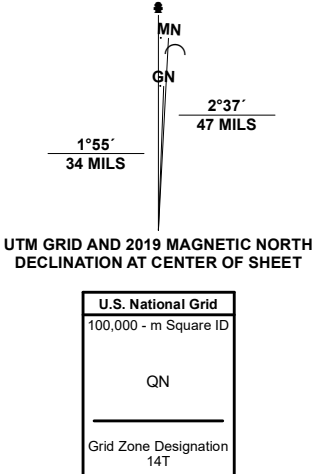 MN
GN
2°37´
47 MILS
1°55´
34 MILS
UTM GRID AND 2019 MAGNETIC NORTH
DECLINATION AT CENTER OF SHEET
U.S. National Grid
100,000 - m Square ID
QN
Grid Zone Designation
14T